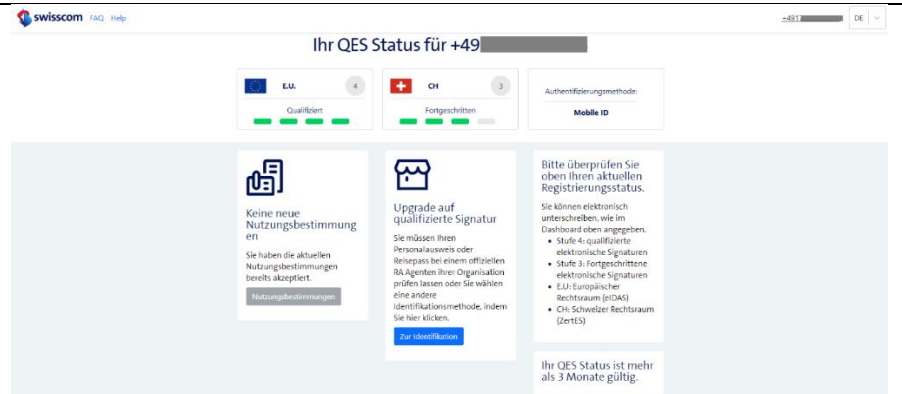 swisscom FAQ Help
DE
Ihr QES Status für +49
E.U. 4
Qualifiziert
CH 3
Fortgeschritten
Authentifizierungsmethode:
Mobile ID
Keine neue
Nutzungsbestimmung
en
Sie haben die aktuellen
Nutzungsbestimmungen
bereits akzeptiert.
Nutzungsbestimmungen
Upgrade auf
qualifizierte Signatur
Sie müssen Ihren
Personalausweis oder
Reisepass bei einem offiziellen
RA Agenten ihrer Organisation
prüfen lassen oder Sie wählen
eine andere
Identifikationsmethode, indem
Sie hier klicken.
Zur Identifikation
Bitte überprüfen Sie
oben Ihren aktuellen
Registrierungsstatus.
Sie können elektronisch
unterschreiben, wie im
Dashboard oben angegeben.
• Stufe 4: qualifizierte
elektronische Signaturen
• Stufe 3: Fortgeschrittene
elektronische Signaturen
• E.U: Europäischer
Rechtsraum (eIDAS)
• CH: Schweizer Rechtsraum
(ZertES)
Ihr QES Status ist mehr
als 3 Monate gültig.